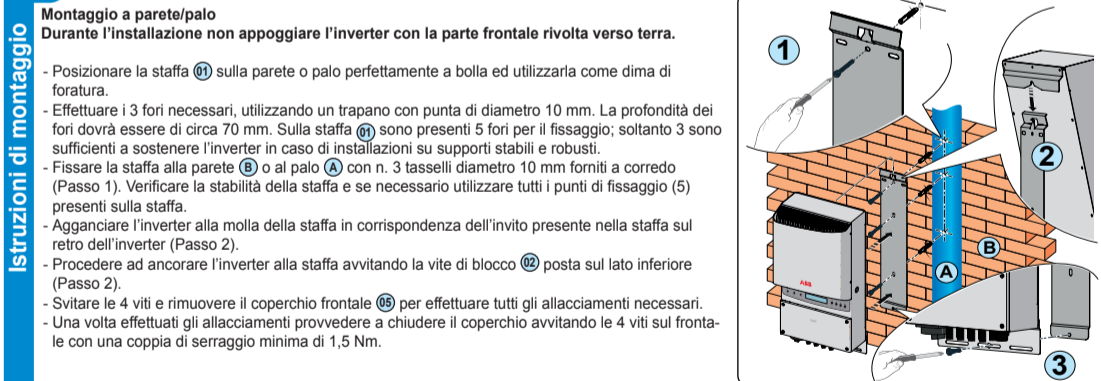 Istruzioni di montaggio
Montaggio a parete/palo
Durante l’installazione non appoggiare l’inverter con la parte frontale rivolta verso terra.
- Posizionare la staffa 01 sulla parete o palo perfettamente a bolla ed utilizzarla come dima di
foratura.
- Effettuare i 3 fori necessari, utilizzando un trapano con punta di diametro 10 mm. La profondità dei
fori dovrà essere di circa 70 mm. Sulla staffa 01 sono presenti 5 fori per il fissaggio; soltanto 3 sono
sufficienti a sostenere l’inverter in caso di installazioni su supporti stabili e robusti.
- Fissare la staffa alla parete B o al palo A con n. 3 tasselli diametro 10 mm forniti a corredo
(Passo 1). Verificare la stabilità della staffa e se necessario utilizzare tutti i punti di fissaggio (5)
presenti sulla staffa.
- Agganciare l’inverter alla molla della staffa in corrispondenza dell’invito presente nella staffa sul
retro dell’inverter (Passo 2).
- Procedere ad ancorare l’inverter alla staffa avvitando la vite di blocco 02 posta sul lato inferiore
(Passo 2).
- Svitare le 4 viti e rimuovere il coperchio frontale 05 per effettuare tutti gli allacciamenti necessari.
- Una volta effettuati gli allacciamenti provvedere a chiudere il coperchio avvitando le 4 viti sul fronta-
le con una coppia di serraggio minima di 1,5 Nm.
1
2
B
A
ABB
3